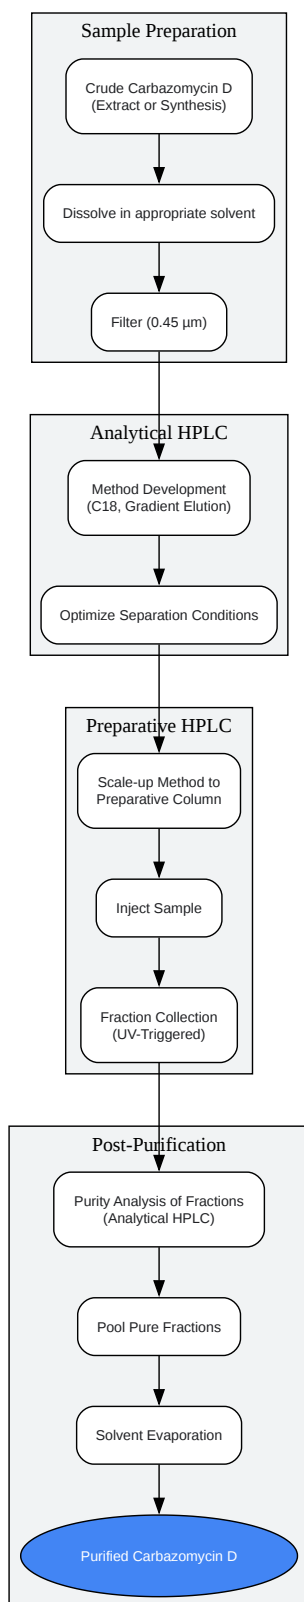 Sample Preparation
Crude Carbazomycin D
(Extract or Synthesis)
Dissolve in appropriate solvent
Filter (0.45 µm)
Analytical HPLC
Method Development
(C18, Gradient Elution)
Optimize Separation Conditions
Preparative HPLC
Scale-up Method to
Preparative Column
Inject Sample
Fraction Collection
(UV-Triggered)
Post-Purification
Purity Analysis of Fractions
(Analytical HPLC)
Pool Pure Fractions
Solvent Evaporation
Purified Carbazomycin D